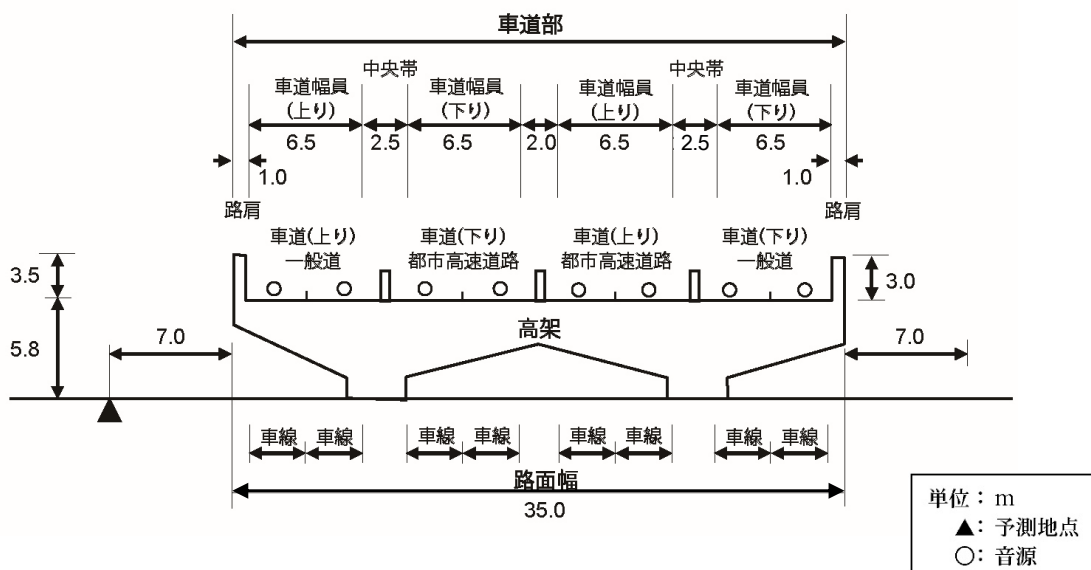 車道部
中央帯 中央帯
車道幅員 車道幅員 車道幅員 車道幅員
(上り) (下り) (上り) (下り)
6.5 2.5 6.5 2.0 6.5 2.5 6.5
1.0 1.0
路肩 路肩
車道(上り) 車道(下り) 車道(上り) 車道(下り)
一般道 都市高速道路 都市高速道路 一般道
3.5 3.0
高架
7.0 7.0
5.8
車線 車線 車線 車線 車線 車線 車線 車線
路面幅
35.0
単位：m
▲：予測地点
○：音源